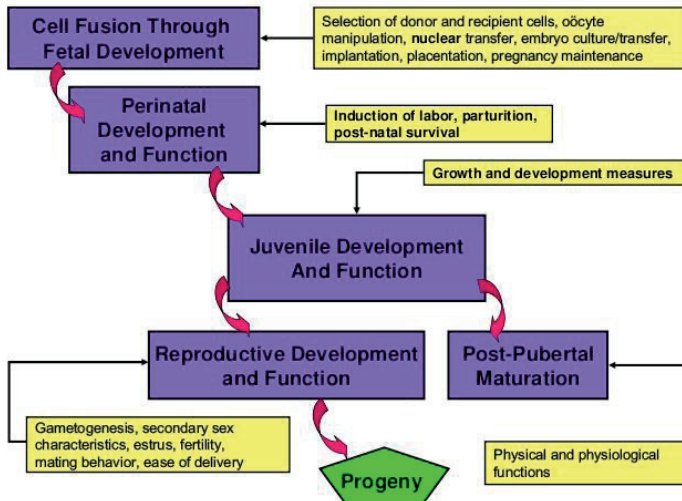 Cell Fusion Through
Fetal Development
Selection of donor and recipient cells, oöcyte
manipulation, nuclear transfer, embryo culture/transfer,
implantation, placentation, pregnancy maintenance
Perinatal
Development
and Function
Induction of labor, parturition,
post-natal survival
Growth and development measures
Juvenile Development
And Function
Reproductive Development
and Function
Post-Pubertal
Maturation
Gametogenesis, secondary sex
characteristics, estrus, fertility,
mating behavior, ease of delivery
Physical and physiological
functions
Progeny